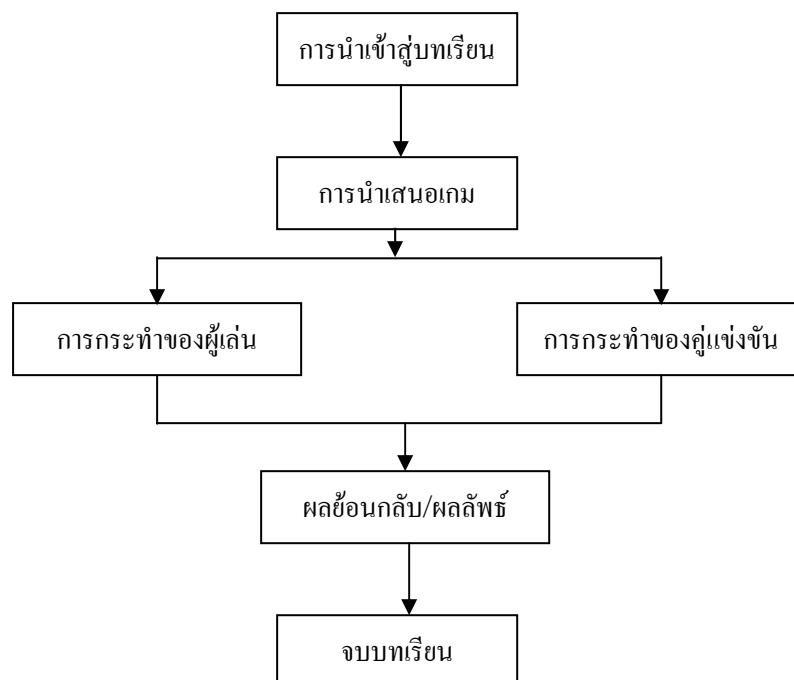 การนำเข้าสู่บทเรียน
การนำเสนอเกม
การกระทำของผู้เล่น
การกระทำของคู่แข่งขัน
ผลย้อนกลับ/ผลลัพธ์
จบบทเรียน